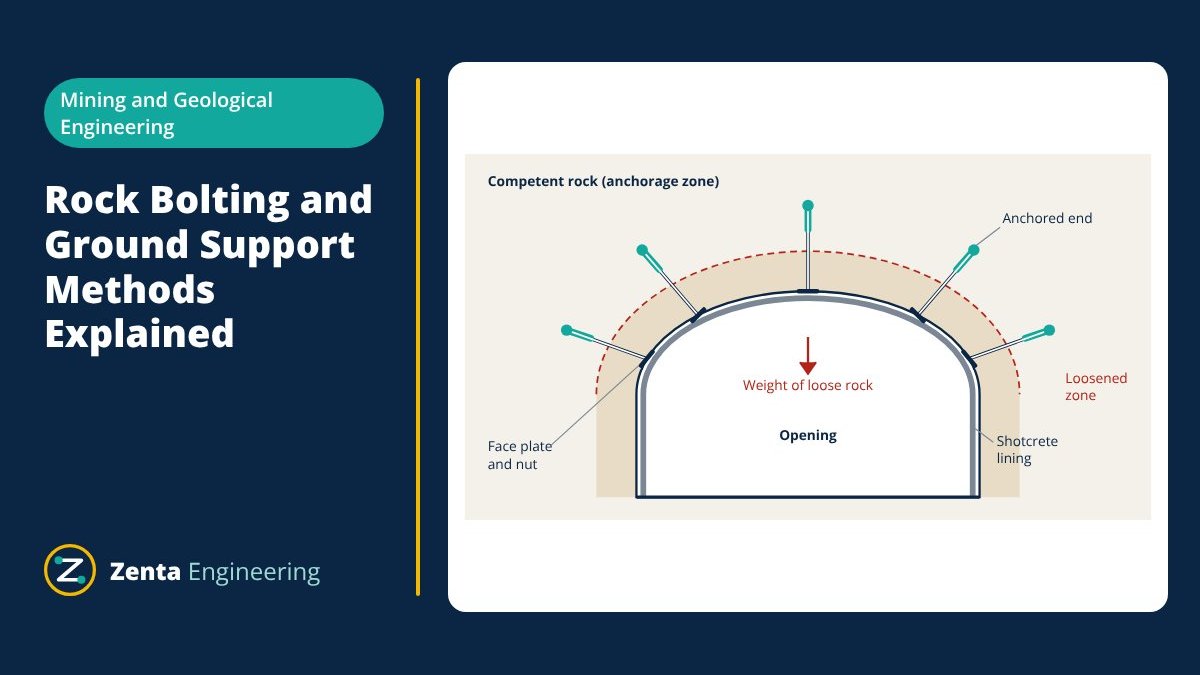 Mining and Geological
Engineering
Rock Bolting and
Ground Support
Methods
Explained
Zenta Engineering
Competent rock (anchorage zone)
Anchored end
Weight of loose rock
Loosened
zone
Opening
Face plate
and nut
Shotcrete
lining